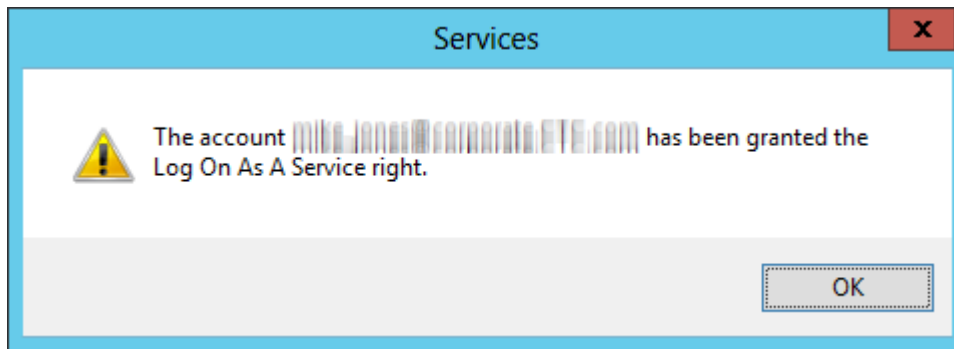 Services
x
The account has been granted the
Log On As A Service right.
OK